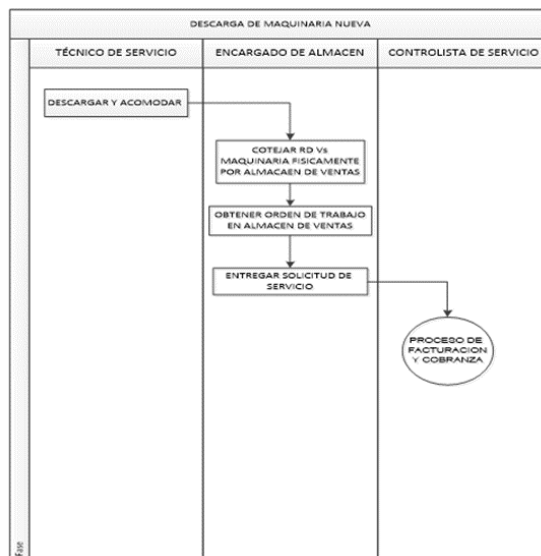 DESCARGA DE MAQUINARIA NUEVA
TÉCNICO DE SERVICIO
ENCARGADO DE ALMACEN
CONTROLISTA DE SERVICIO
DESCARGAR Y ACOMODAR
COTEJAR RD Vs
MAQUINARIA FISICAMENTE
POR ALMACAEN DE VENTAS
OBTENER ORDEN DE TRABAJO
EN ALMACEN DE VENTAS
ENTREGAR SOLICITUD DE
SERVICIO
PROCESO DE
FACTURACION
Y COBRANZA
Fase